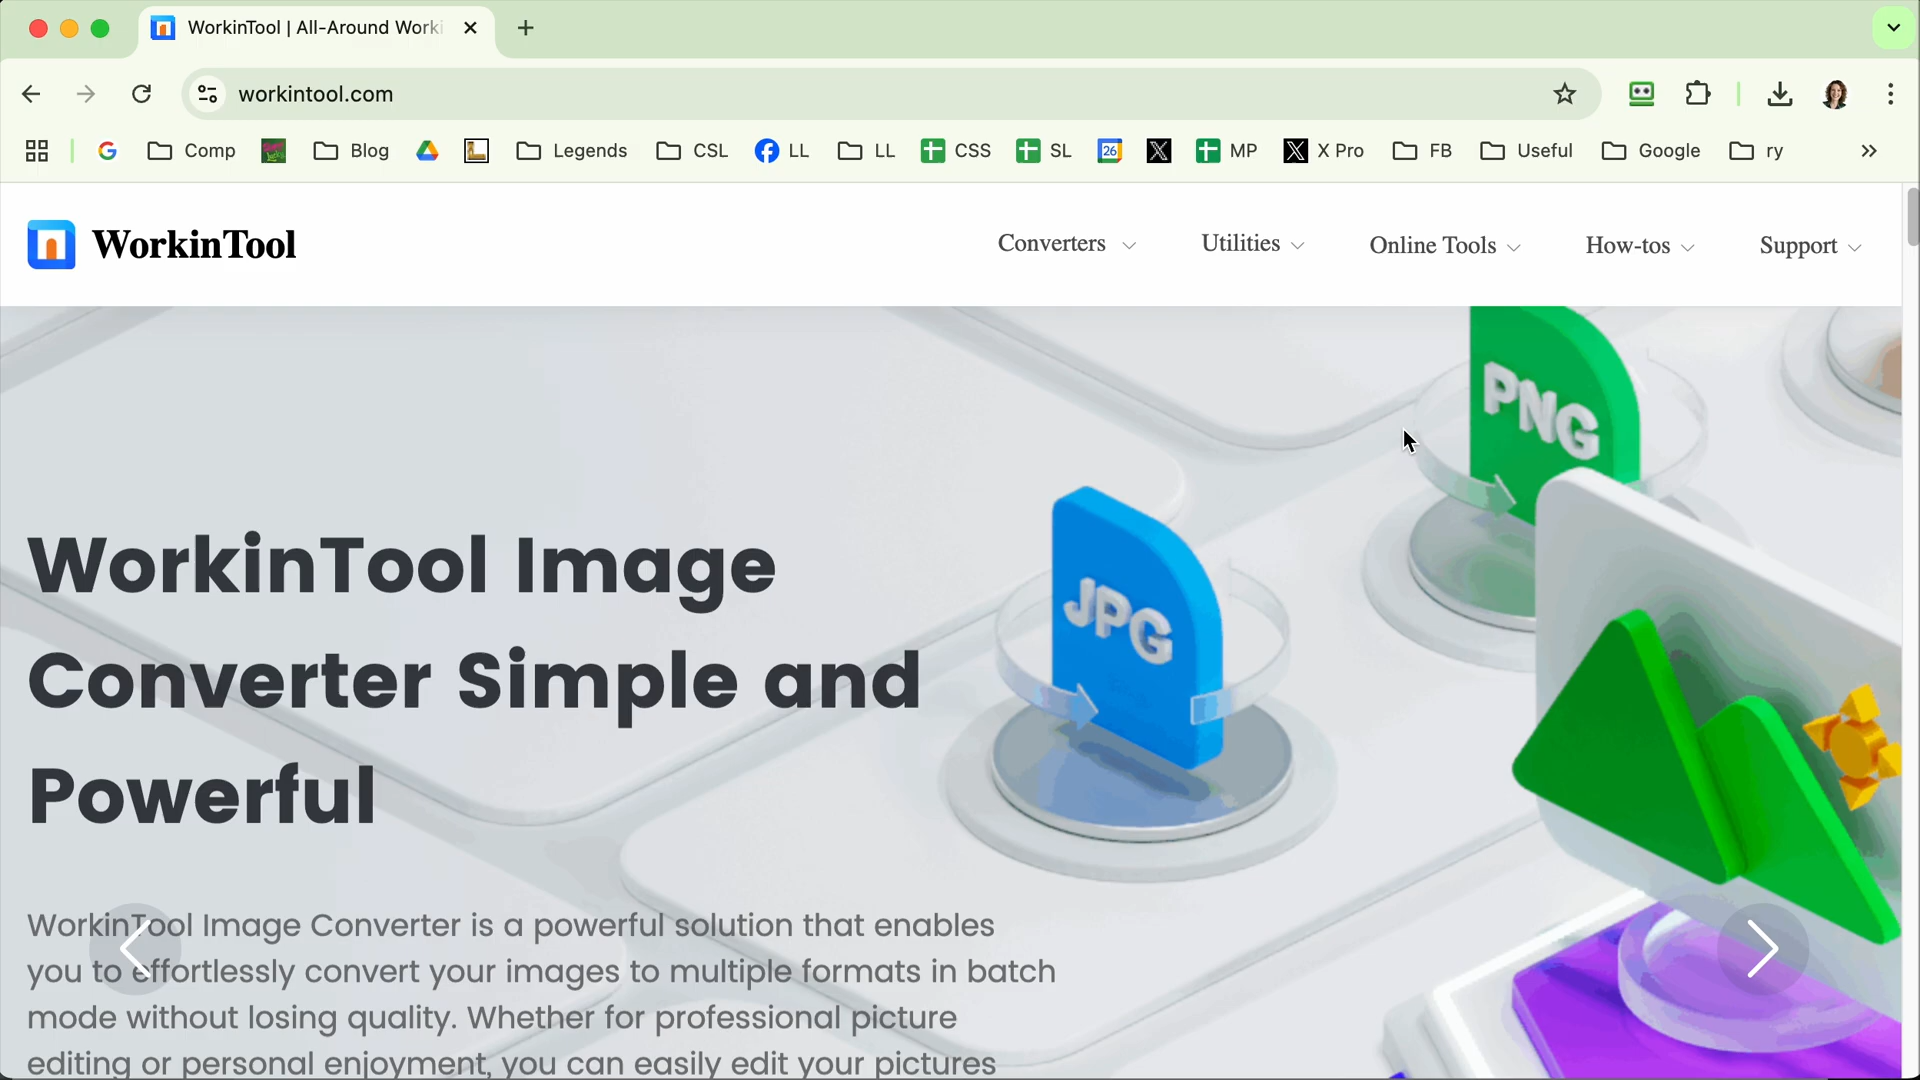 WorkinTool | All-Around Worki
workintool.com
Comp Blog Legends CSL LL LL CSS SL 26 MP X Pro FB Useful Google ry
WorkinTool
Converters Utilities Online Tools How-tos Support
PNG
JPG
WorkinTool Image
Converter Simple and
Powerful
WorkinTool Image Converter is a powerful solution that enables
you to effortlessly convert your images to multiple formats in batch
mode without losing quality. Whether for professional picture
editing or personal enjoyment, you can easily edit your pictures